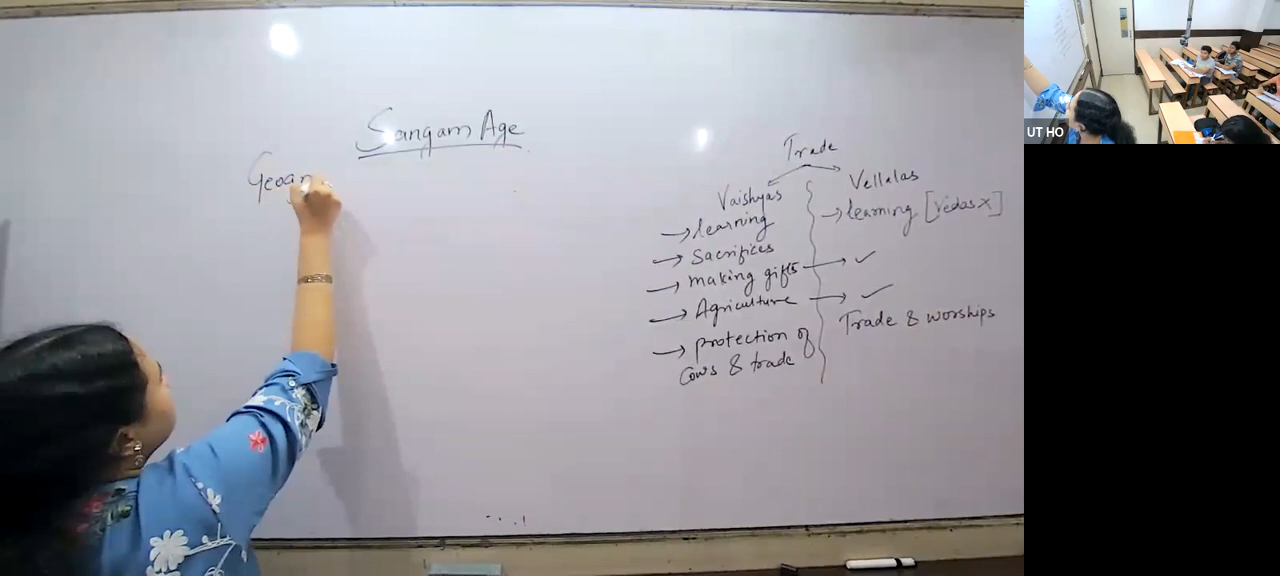 Sangam Age
Geog
Trade
Vaishyas
→ learning
→ Sacrifices
→ Making gifts → ✓
→ Agriculture → ✓
→ protection of
cows & trade
Vellalas
→ learning [Vedas x]
Trade & worships
UT HO